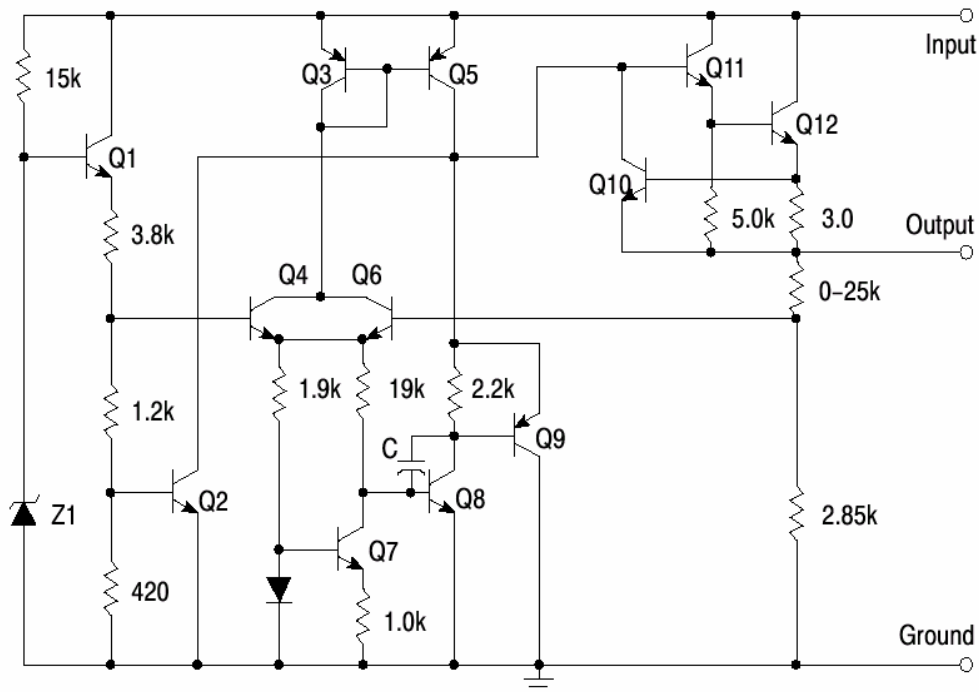 Input
Q3
Q5
Q11
15k
Q12
Q1
Q10
5.0k
3.0
Output
3.8k
Q4
Q6
0–25k
1.9k
19k
2.2k
1.2k
C
Q9
Q2
Q8
Z1
2.85k
Q7
420
1.0k
Ground